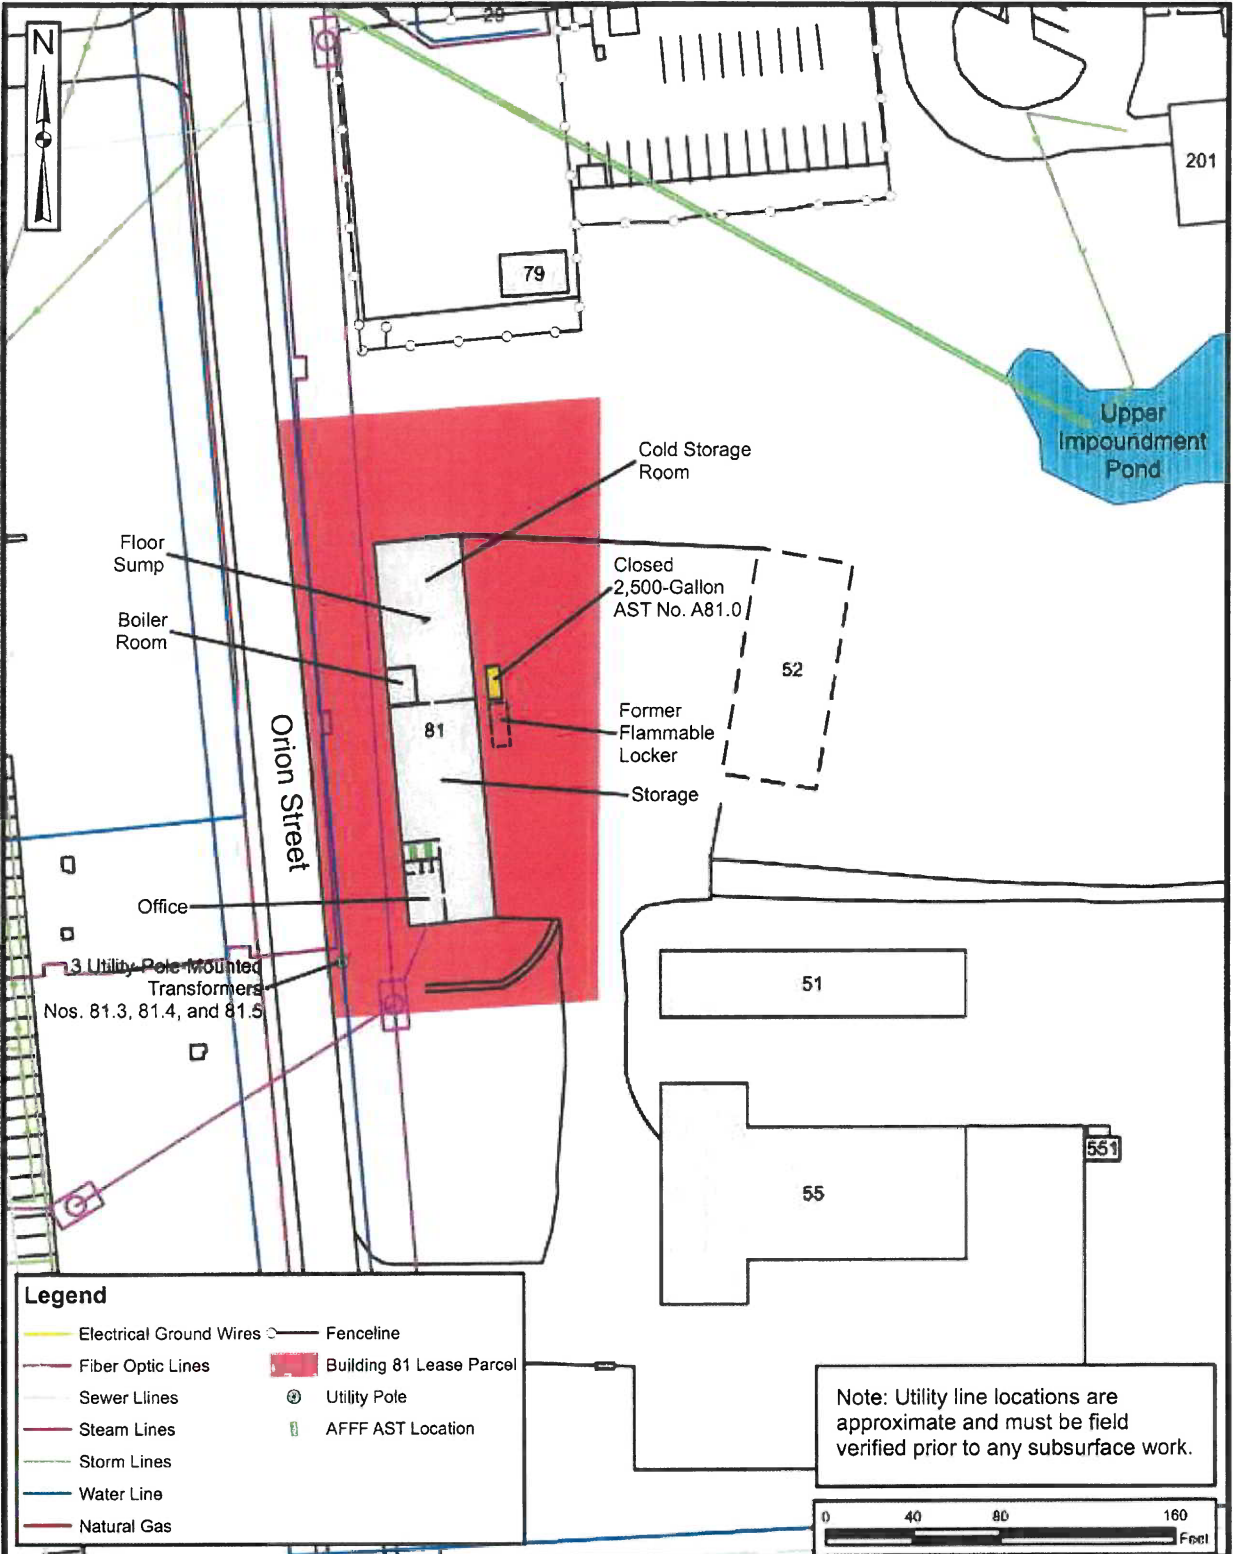 N
29
201
79
Upper
Impoundment
Pond
Cold Storage
Room
Floor
Sump
Closed
2,500-Gallon
AST No. A81.0
Boiler
Room
52
81
Former
Flammable
Locker
Orion Street
Storage
Office
3 Utility-Pole-Mounted
Transformers
Nos. 81.3, 81.4, and 81.5
51
551
55
Legend
Electrical Ground Wires
Fenceline
Fiber Optic Lines
Building 81 Lease Parcel
Sewer Llines
Utility Pole
Steam Lines
AFFF AST Location
Storm Lines
Water Line
Natural Gas
Note: Utility line locations are
approximate and must be field
verified prior to any subsurface work.
0 40 80 160
Feet